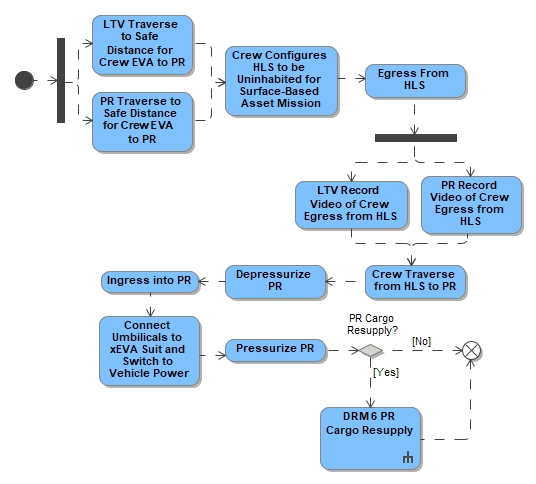 LTV Traverse
to Safe
Distance for
Crew EVA to PR
PR Traverse to
Safe Distance
for Crew EVA
to PR
Crew Configures
HLS to be
Uninhabited for
Surface-Based
Asset Mission
Egress From
HLS
LTV Record
Video of Crew
Egress from HLS
PR Record
Video of Crew
Egress from
HLS
Crew Traverse
from HLS to PR
Depressurize
PR
Ingress into PR
Connect
Umbilicals to
xEVA Suit and
Switch to
Vehicle Power
Pressurize PR
PR Cargo
Resupply?
[No]
[Yes]
DRM 6 PR
Cargo Resupply